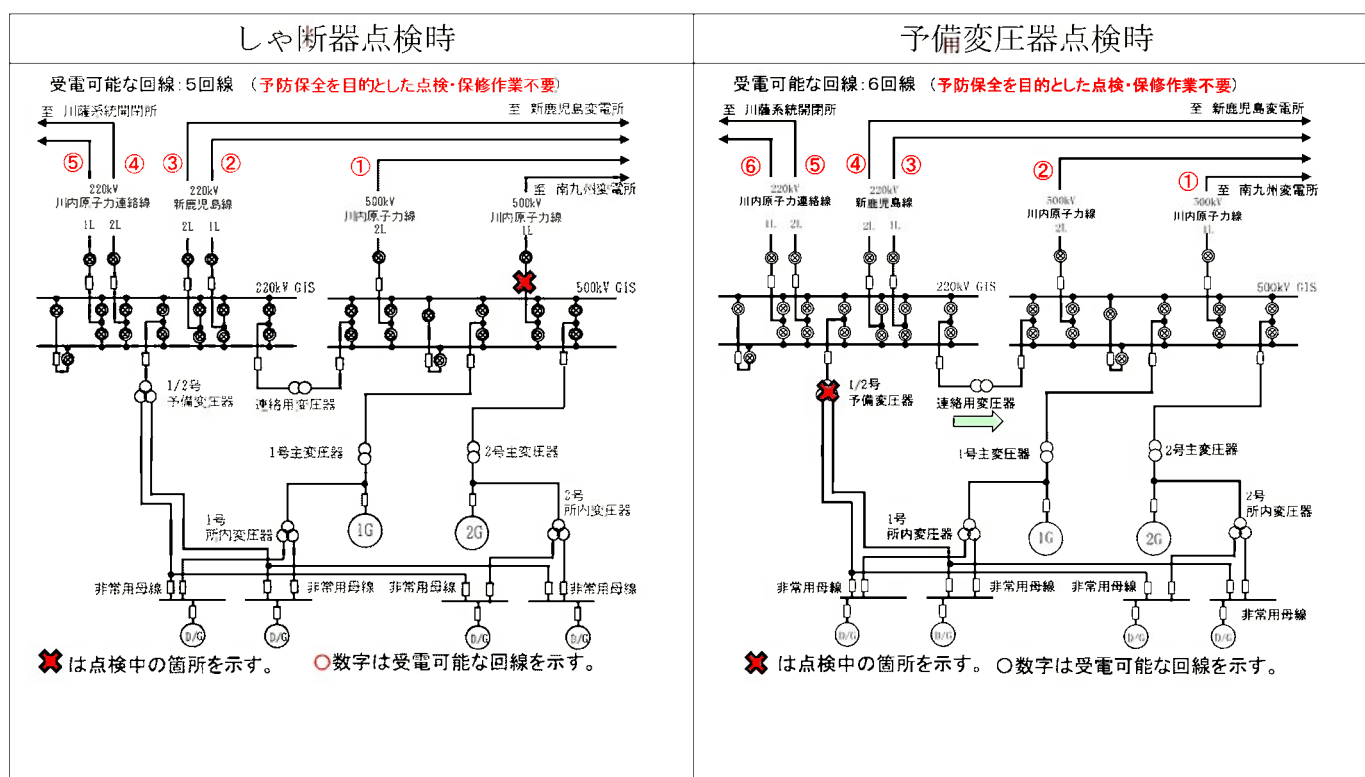 しゃ断器点検時
受電可能な回線:5回線 (予防保全を目的とした点検・保修作業不要)
至 川薩系統開閉所
至 新鹿児島変電所
⑤ ④ ③ ② ①
至 南九州変電所
220kV
川内原子力連絡線
1L 2L
220kV
新鹿児島線
2L 1L
500kV
川内原子力線
2L
500kV
川内原子力線
1L
220kV GIS
500kV GIS
1/2号
予備変圧器
連絡用変圧器
1号主変圧器
2号主変圧器
1号
所内変圧器
2号
所内変圧器
1G
2G
非常用母線
非常用母線
非常用母線
非常用母線
D/G
D/G
D/G
D/G
は点検中の箇所を示す。 ○数字は受電可能な回線を示す。
予備変圧器点検時
受電可能な回線:6回線 (予防保全を目的とした点検・保修作業不要)
至 川薩系統開閉所
至 新鹿児島変電所
⑥ ⑤ ④ ③ ② ①
至 南九州変電所
220kV
川内原子力連絡線
1L 2L
220kV
新鹿児島線
2L 1L
500kV
川内原子力線
2L
500kV
川内原子力線
1L
220kV GIS
500kV GIS
1/2号
予備変圧器
連絡用変圧器
1号主変圧器
2号主変圧器
1号
所内変圧器
2号
所内変圧器
1G
2G
非常用母線
非常用母線
非常用母線
非常用母線
D/G
D/G
D/G
D/G
は点検中の箇所を示す。 ○数字は受電可能な回線を示す。